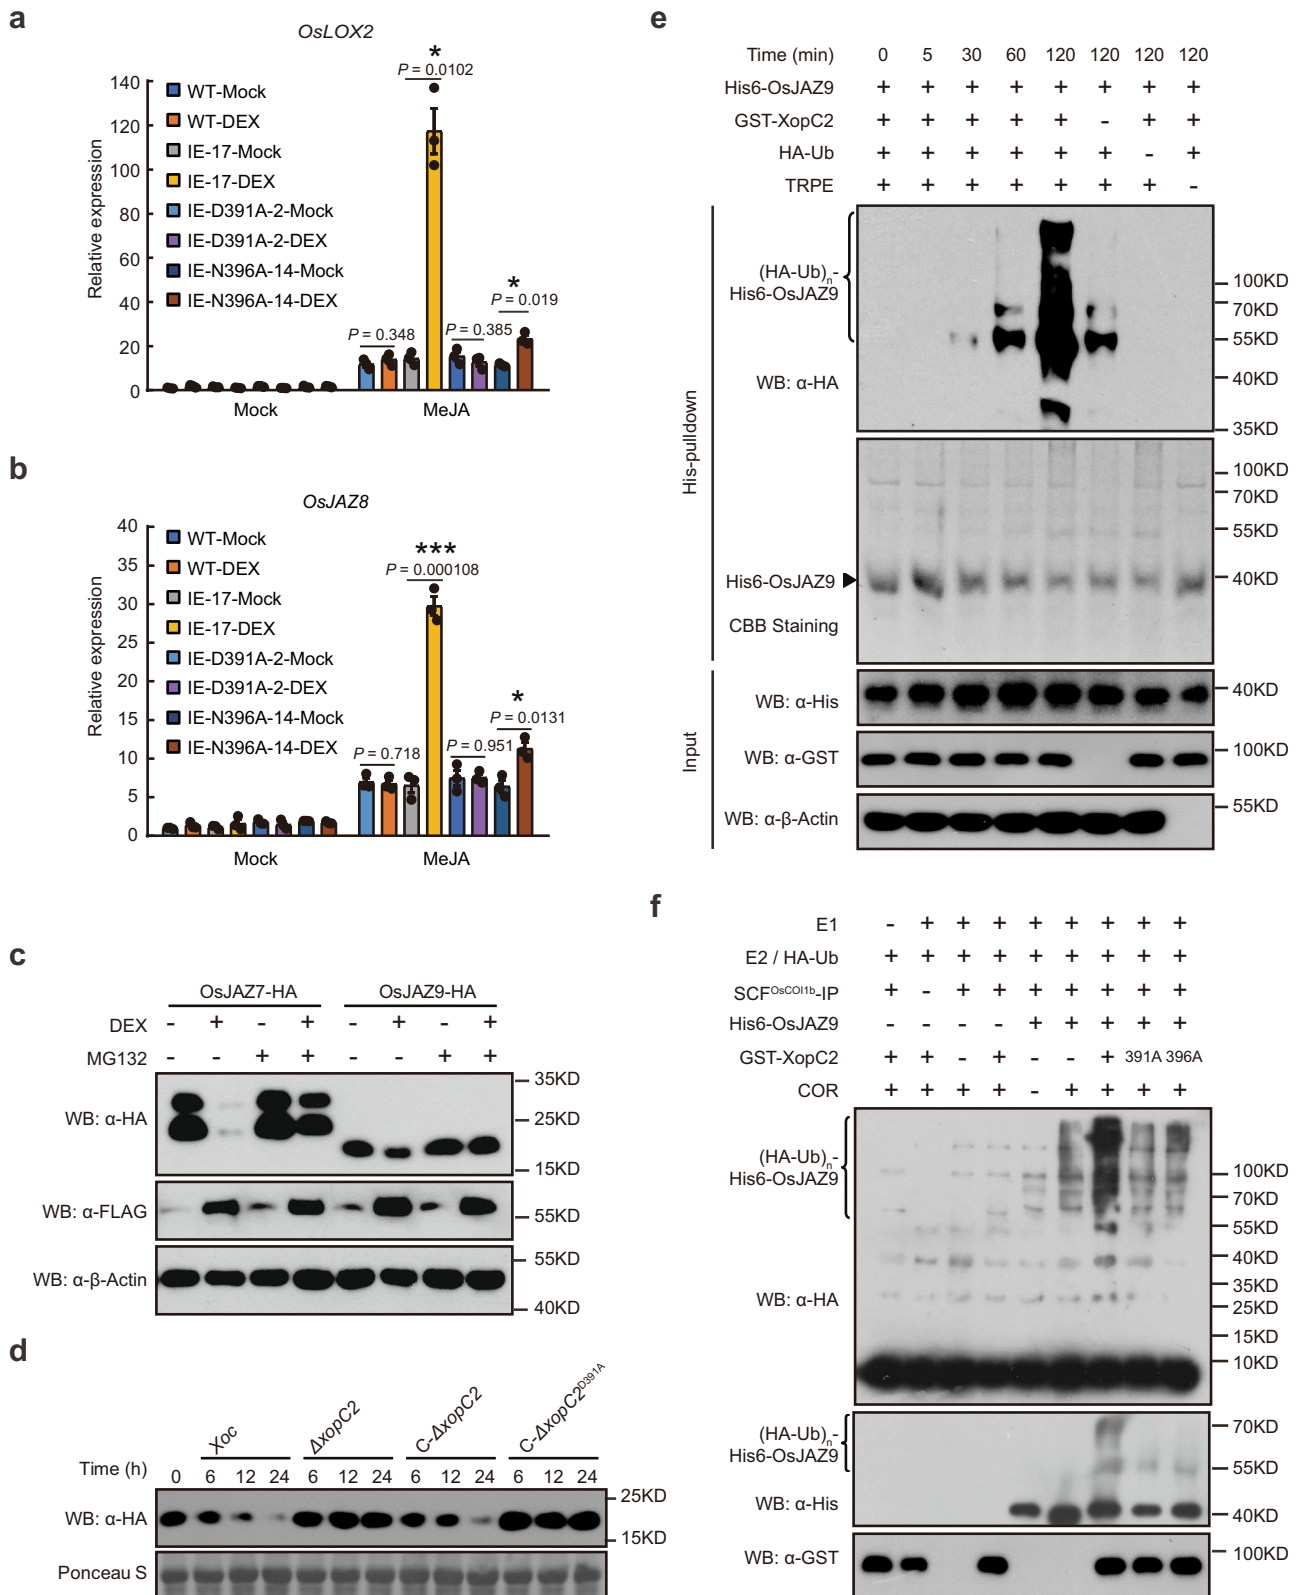 a
OsLOX2
Relative expression
140
120
100
80
60
40
20
0
WT-Mock
WT-DEX
IE-17-Mock
IE-17-DEX
IE-D391A-2-Mock
IE-D391A-2-DEX
IE-N396A-14-Mock
IE-N396A-14-DEX
*
P = 0.0102
*
P = 0.019
P = 0.348
P = 0.385
Mock
MeJA
b
OsJAZ8
Relative expression
40
35
30
25
20
15
10
5
0
WT-Mock
WT-DEX
IE-17-Mock
IE-17-DEX
IE-D391A-2-Mock
IE-D391A-2-DEX
IE-N396A-14-Mock
IE-N396A-14-DEX
***
P = 0.000108
*
P = 0.0131
P = 0.718
P = 0.951
Mock
MeJA
c
OsJAZ7-HA OsJAZ9-HA
DEX - + - + - + - +
MG132 - - + + - - + +
WB: α-HA
35KD
25KD
15KD
WB: α-FLAG
55KD
WB: α-β-Actin
55KD
40KD
d
Xoc ΔxopC2 C-ΔxopC2 C-ΔxopC2D391A
Time (h) 0 6 12 24 6 12 24 6 12 24 6 12 24
WB: α-HA
25KD
15KD
Ponceau S
e
Time (min) 0 5 30 60 120 120 120 120
His6-OsJAZ9 + + + + + + + +
GST-XopC2 + + + + + - + +
HA-Ub + + + + + + - +
TRPE + + + + + + + -
His-pulldown
(HA-Ub)n-
His6-OsJAZ9
WB: α-HA
100KD
70KD
55KD
40KD
35KD
His6-OsJAZ9
CBB Staining
100KD
70KD
55KD
40KD
Input
WB: α-His
40KD
WB: α-GST
100KD
WB: α-β-Actin
55KD
f
E1 - + + + + + + + +
E2 / HA-Ub + + + + + + + + +
SCFOsCOI1b-IP + - + + + + + + +
His6-OsJAZ9 - - - - + + + + +
GST-XopC2 + + - + - - + 391A 396A
COR + + + + - + + + +
(HA-Ub)n-
His6-OsJAZ9
WB: α-HA
100KD
70KD
55KD
40KD
35KD
25KD
15KD
10KD
(HA-Ub)n-
His6-OsJAZ9
WB: α-His
70KD
55KD
40KD
WB: α-GST
100KD